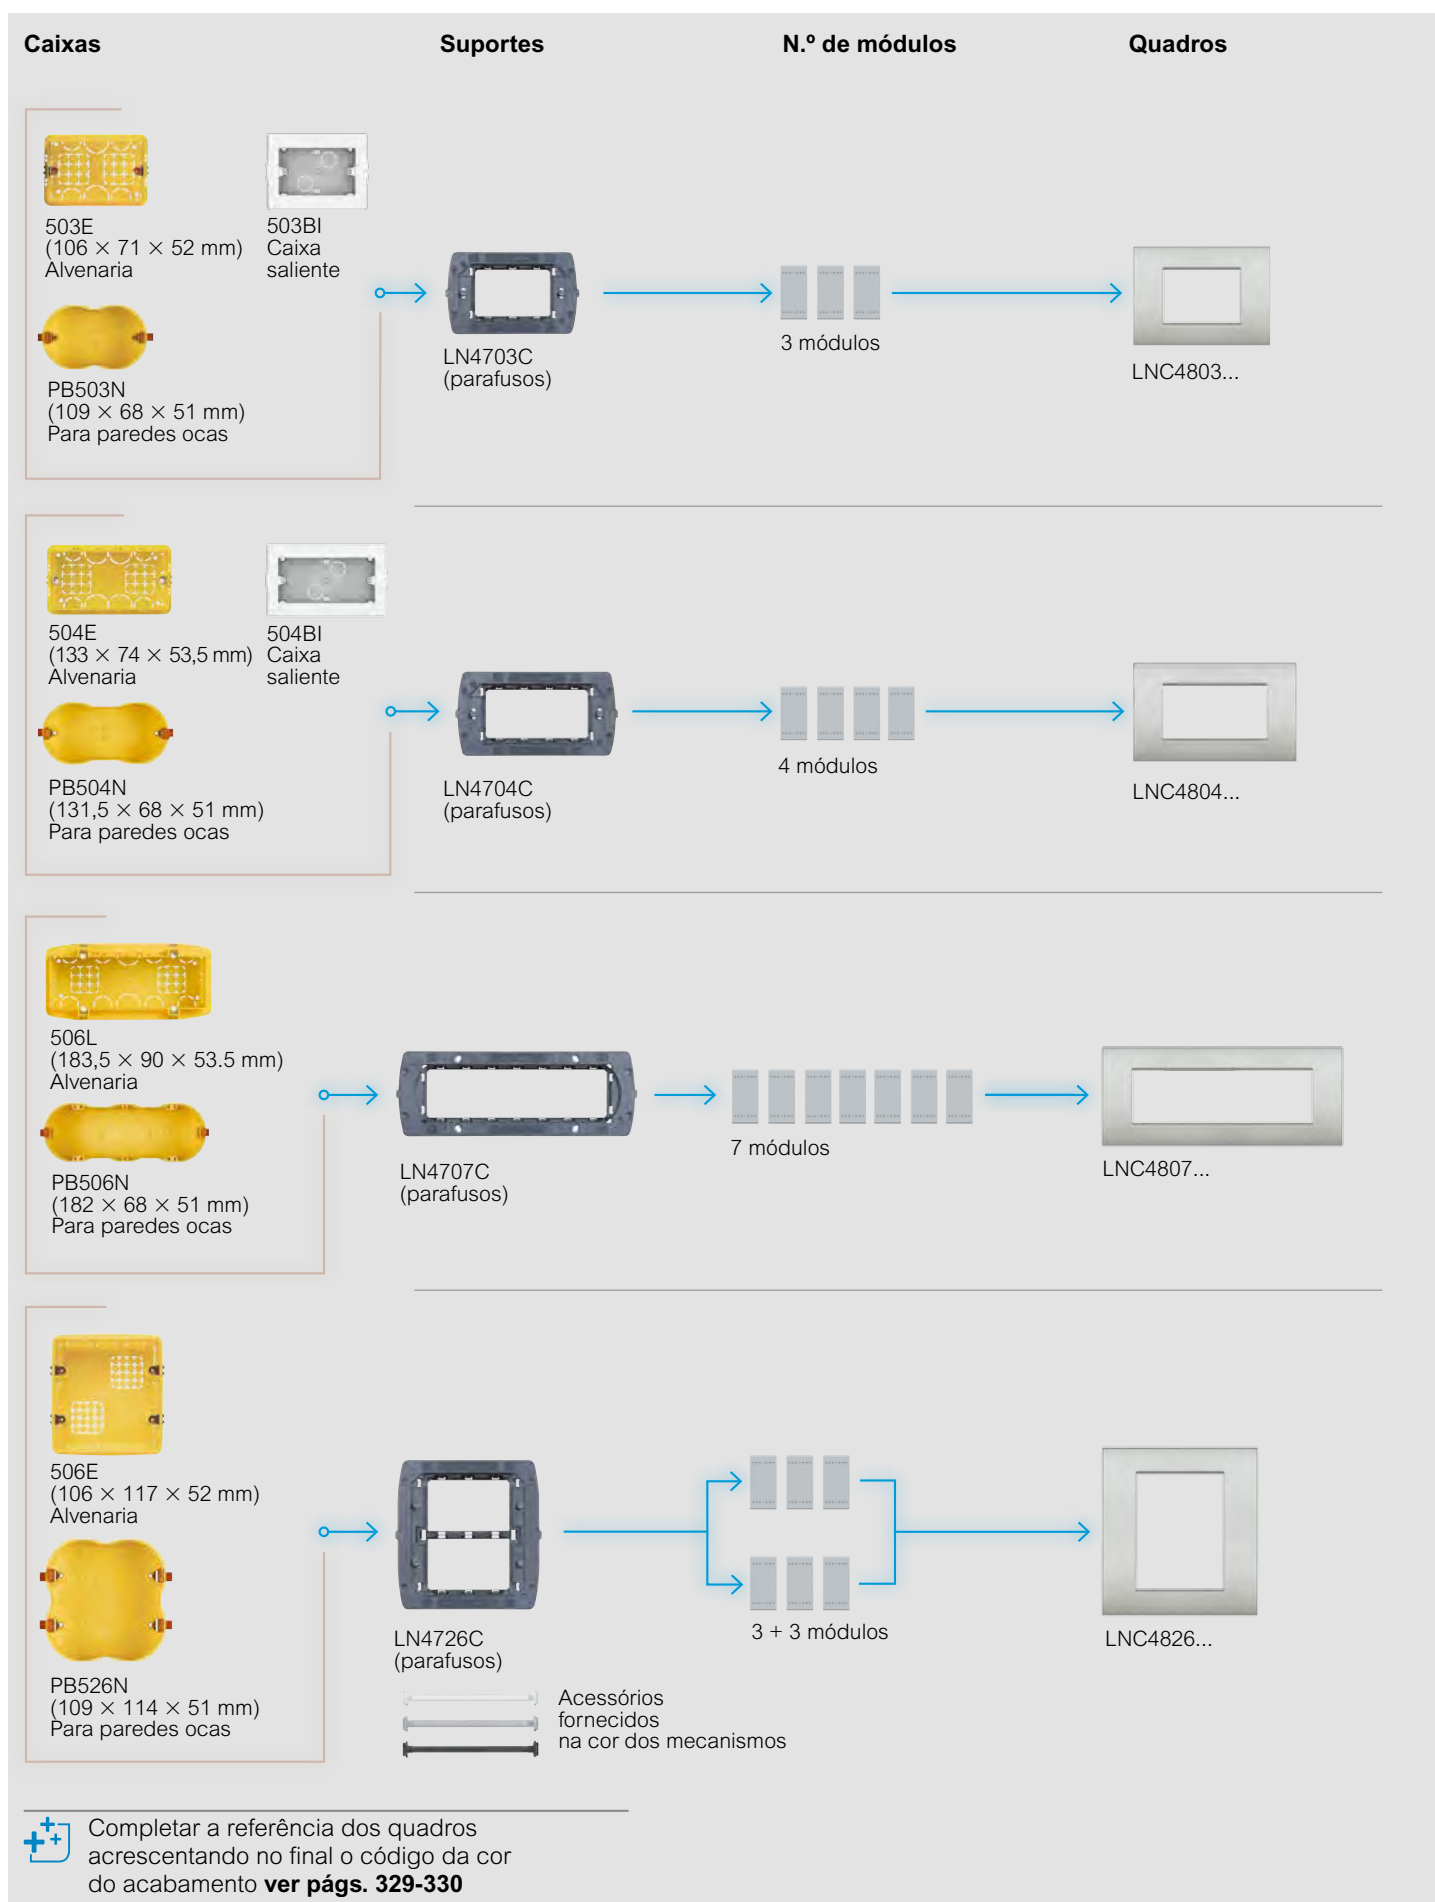 Caixas
Suportes
N.º de módulos
Quadros
503E
(106 × 71 × 52 mm)
Alvenaria
503BI
Caixa
saliente
PB503N
(109 × 68 × 51 mm)
Para paredes ocas
LN4703C
(parafusos)
3 módulos
LNC4803...
504E
(133 × 74 × 53,5 mm)
Alvenaria
504BI
Caixa
saliente
PB504N
(131,5 × 68 × 51 mm)
Para paredes ocas
LN4704C
(parafusos)
4 módulos
LNC4804...
506L
(183,5 × 90 × 53.5 mm)
Alvenaria
PB506N
(182 × 68 × 51 mm)
Para paredes ocas
LN4707C
(parafusos)
7 módulos
LNC4807...
506E
(106 × 117 × 52 mm)
Alvenaria
PB526N
(109 × 114 × 51 mm)
Para paredes ocas
LN4726C
(parafusos)
3 + 3 módulos
LNC4826...
Acessórios
fornecidos
na cor dos mecanismos
Completar a referência dos quadros
acrescentando no final o código da cor
do acabamento ver págs. 329-330